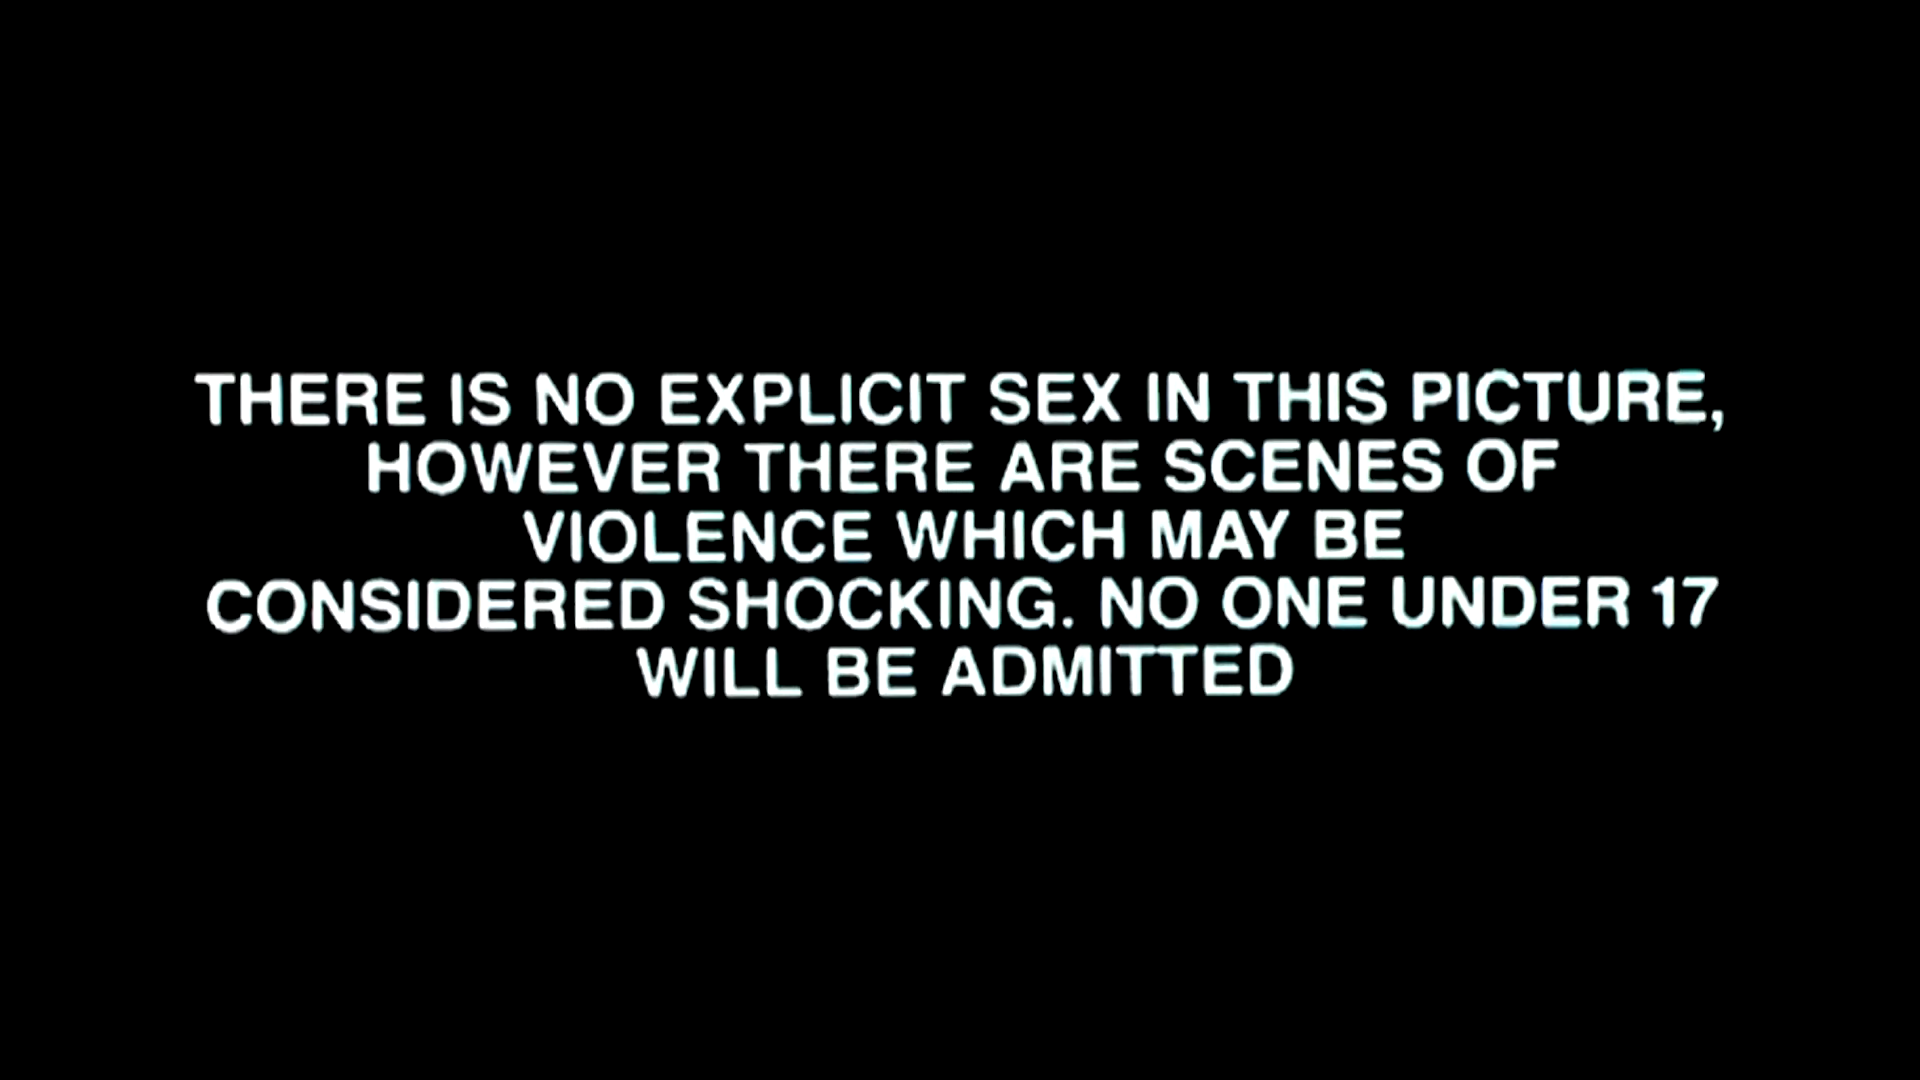 THERE IS NO EXPLICIT SEX IN THIS PICTURE,
HOWEVER THERE ARE SCENES OF
VIOLENCE WHICH MAY BE
CONSIDERED SHOCKING. NO ONE UNDER 17
WILL BE ADMITTED